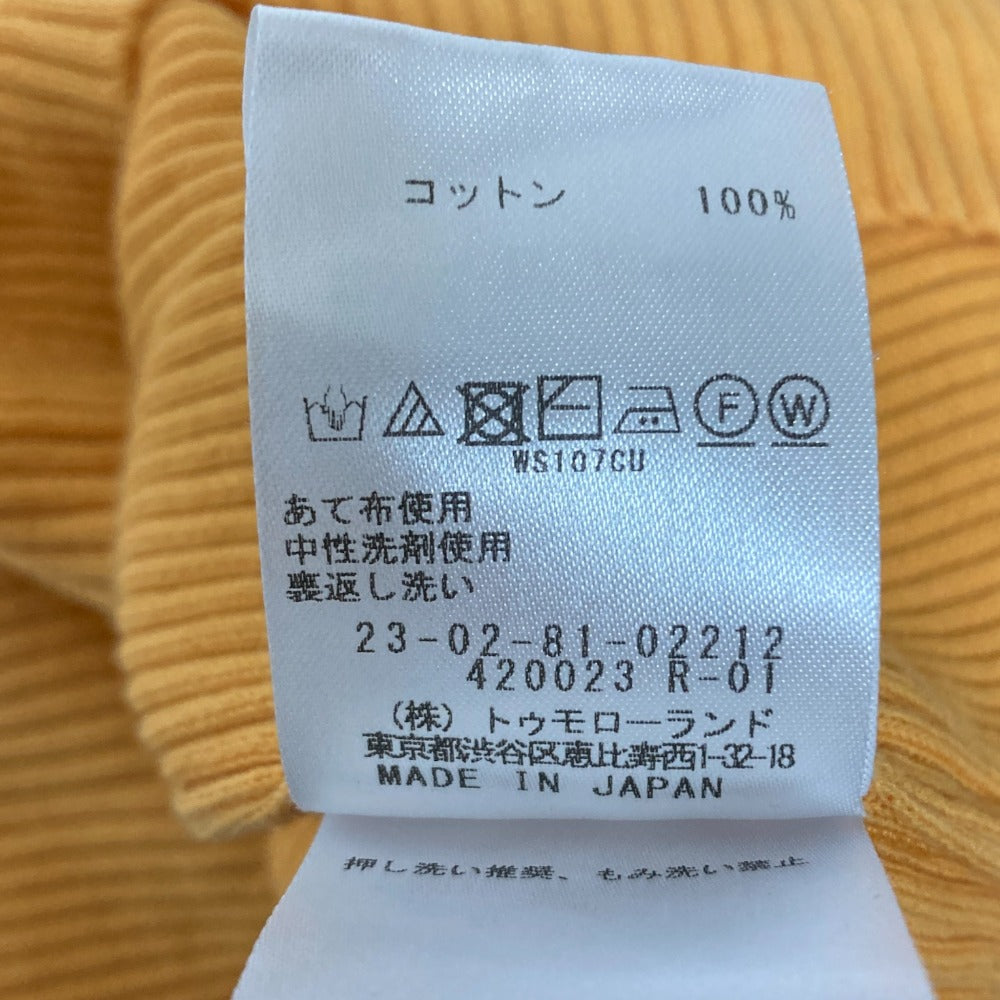 コットン 100%
F W
WS107CU
あて布使用
中性洗剤使用
裏返し洗い
23-02-81-02212
420023 R-01
(株) トゥモローランド
東京都渋谷区恵比寿西1-32-18
MADE IN JAPAN
押し洗い推奨、もみ洗い禁止